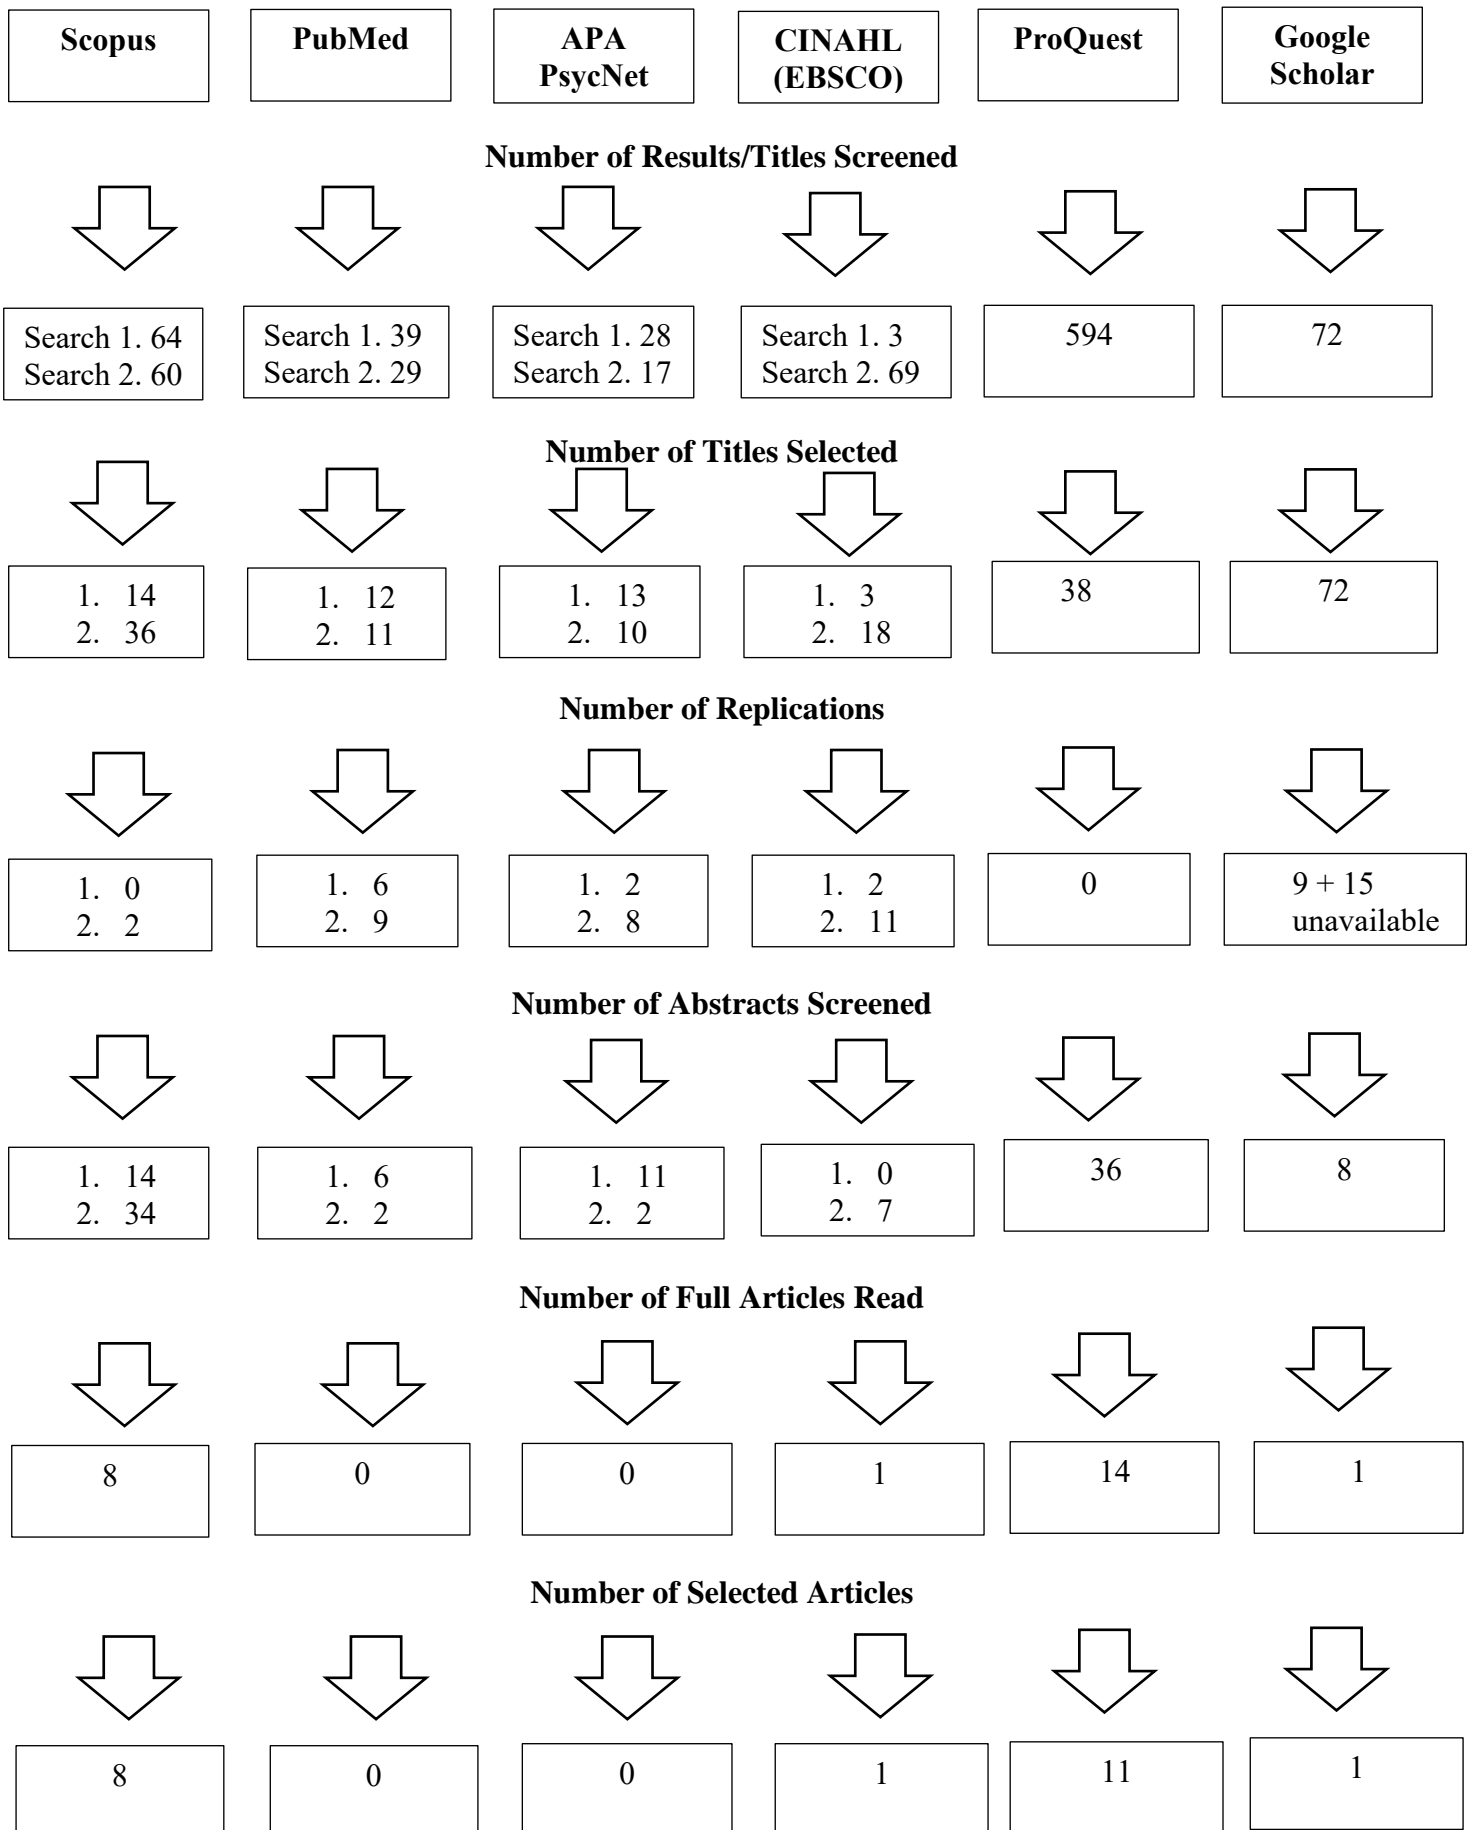 Scopus
PubMed
APA
PsycNet
CINAHL
(EBSCO)
ProQuest
Google
Scholar
Number of Results/Titles Screened
Search 1. 64
Search 2. 60
Search 1. 39
Search 2. 29
Search 1. 28
Search 2. 17
Search 1. 3
Search 2. 69
594
72
Number of Titles Selected
1. 14
2. 36
1. 12
2. 11
1. 13
2. 10
1. 3
2. 18
38
72
Number of Replications
1. 0
2. 2
1. 6
2. 9
1. 2
2. 8
1. 2
2. 11
0
9 + 15
unavailable
Number of Abstracts Screened
1. 14
2. 34
1. 6
2. 2
1. 11
2. 2
1. 0
2. 7
36
8
Number of Full Articles Read
8
0
0
1
14
1
Number of Selected Articles
8
0
0
1
11
1